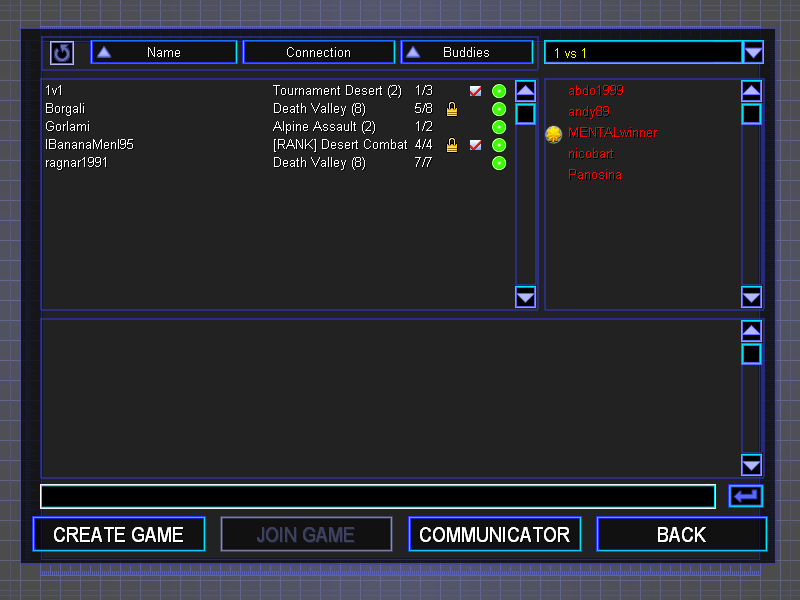 Name Connection Buddies 1 vs 1
1v1 Tournament Desert (2) 1/3
Borgali Death Valley (8) 5/8
Gorlami Alpine Assault (2) 1/2
IBananaMenI95 [RANK] Desert Combat 4/4
ragnar1991 Death Valley (8) 7/7
abdo1999
andy89
MENTALwinner
nicobart
Panosina
CREATE GAME JOIN GAME COMMUNICATOR BACK